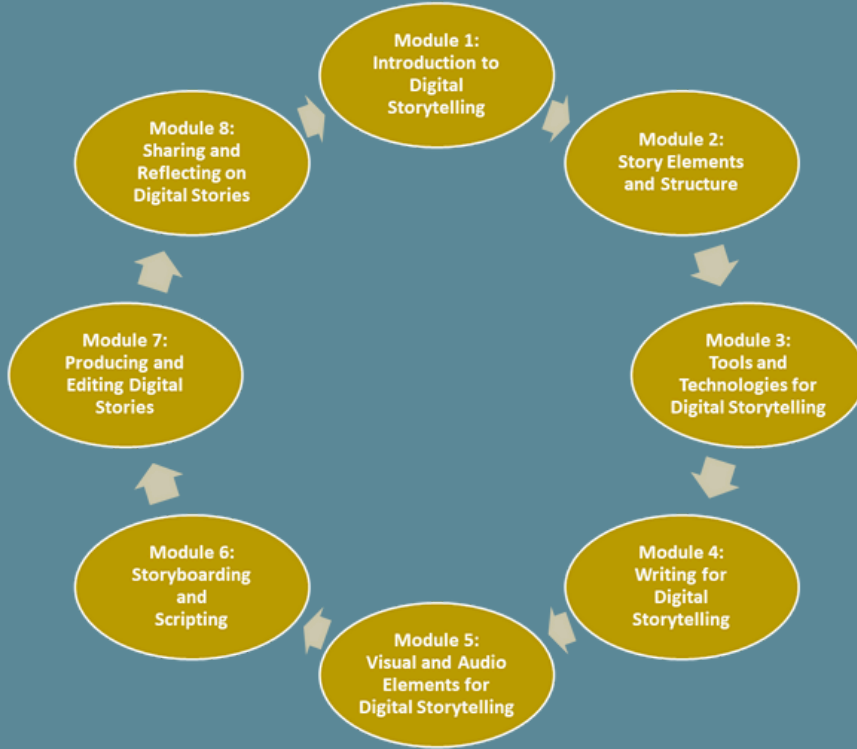 Module 1:
Introduction to
Digital
Storytelling
Module 2:
Story Elements
and Structure
Module 3:
Tools and
Technologies for
Digital Storytelling
Module 4:
Writing for
Digital
Storytelling
Module 5:
Visual and Audio
Elements for
Digital Storytelling
Module 6:
Storyboarding
and
Scripting
Module 7:
Producing and
Editing Digital
Stories
Module 8:
Sharing and
Reflecting on
Digital Stories